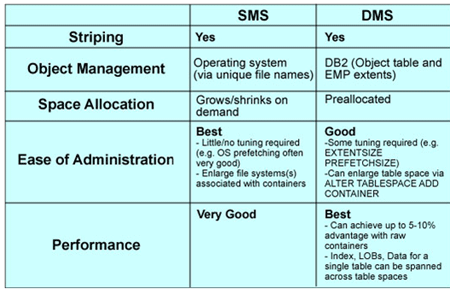 SMS DMS
Striping Yes Yes
Object Management Operating system DB2 (Object table and
(via unique file names) EMP extents)
Space Allocation Grows/shrinks on Preallocated
demand
Ease of Administration
Best
- Little/no tuning required
(e.g. OS prefetching often
very good)
- Enlarge file systems(s)
associated with containers
Good
-Some tuning required (e.g.
EXTENTSIZE
PREFETCHSIZE)
-Can enlarge table space via
ALTER TABLESPACE ADD
CONTAINER
Performance
Very Good
Best
- Can achieve up to 5-10%
advantage with raw
containers
- Index, LOBs, Data for a
single table can be spanned
across table spaces